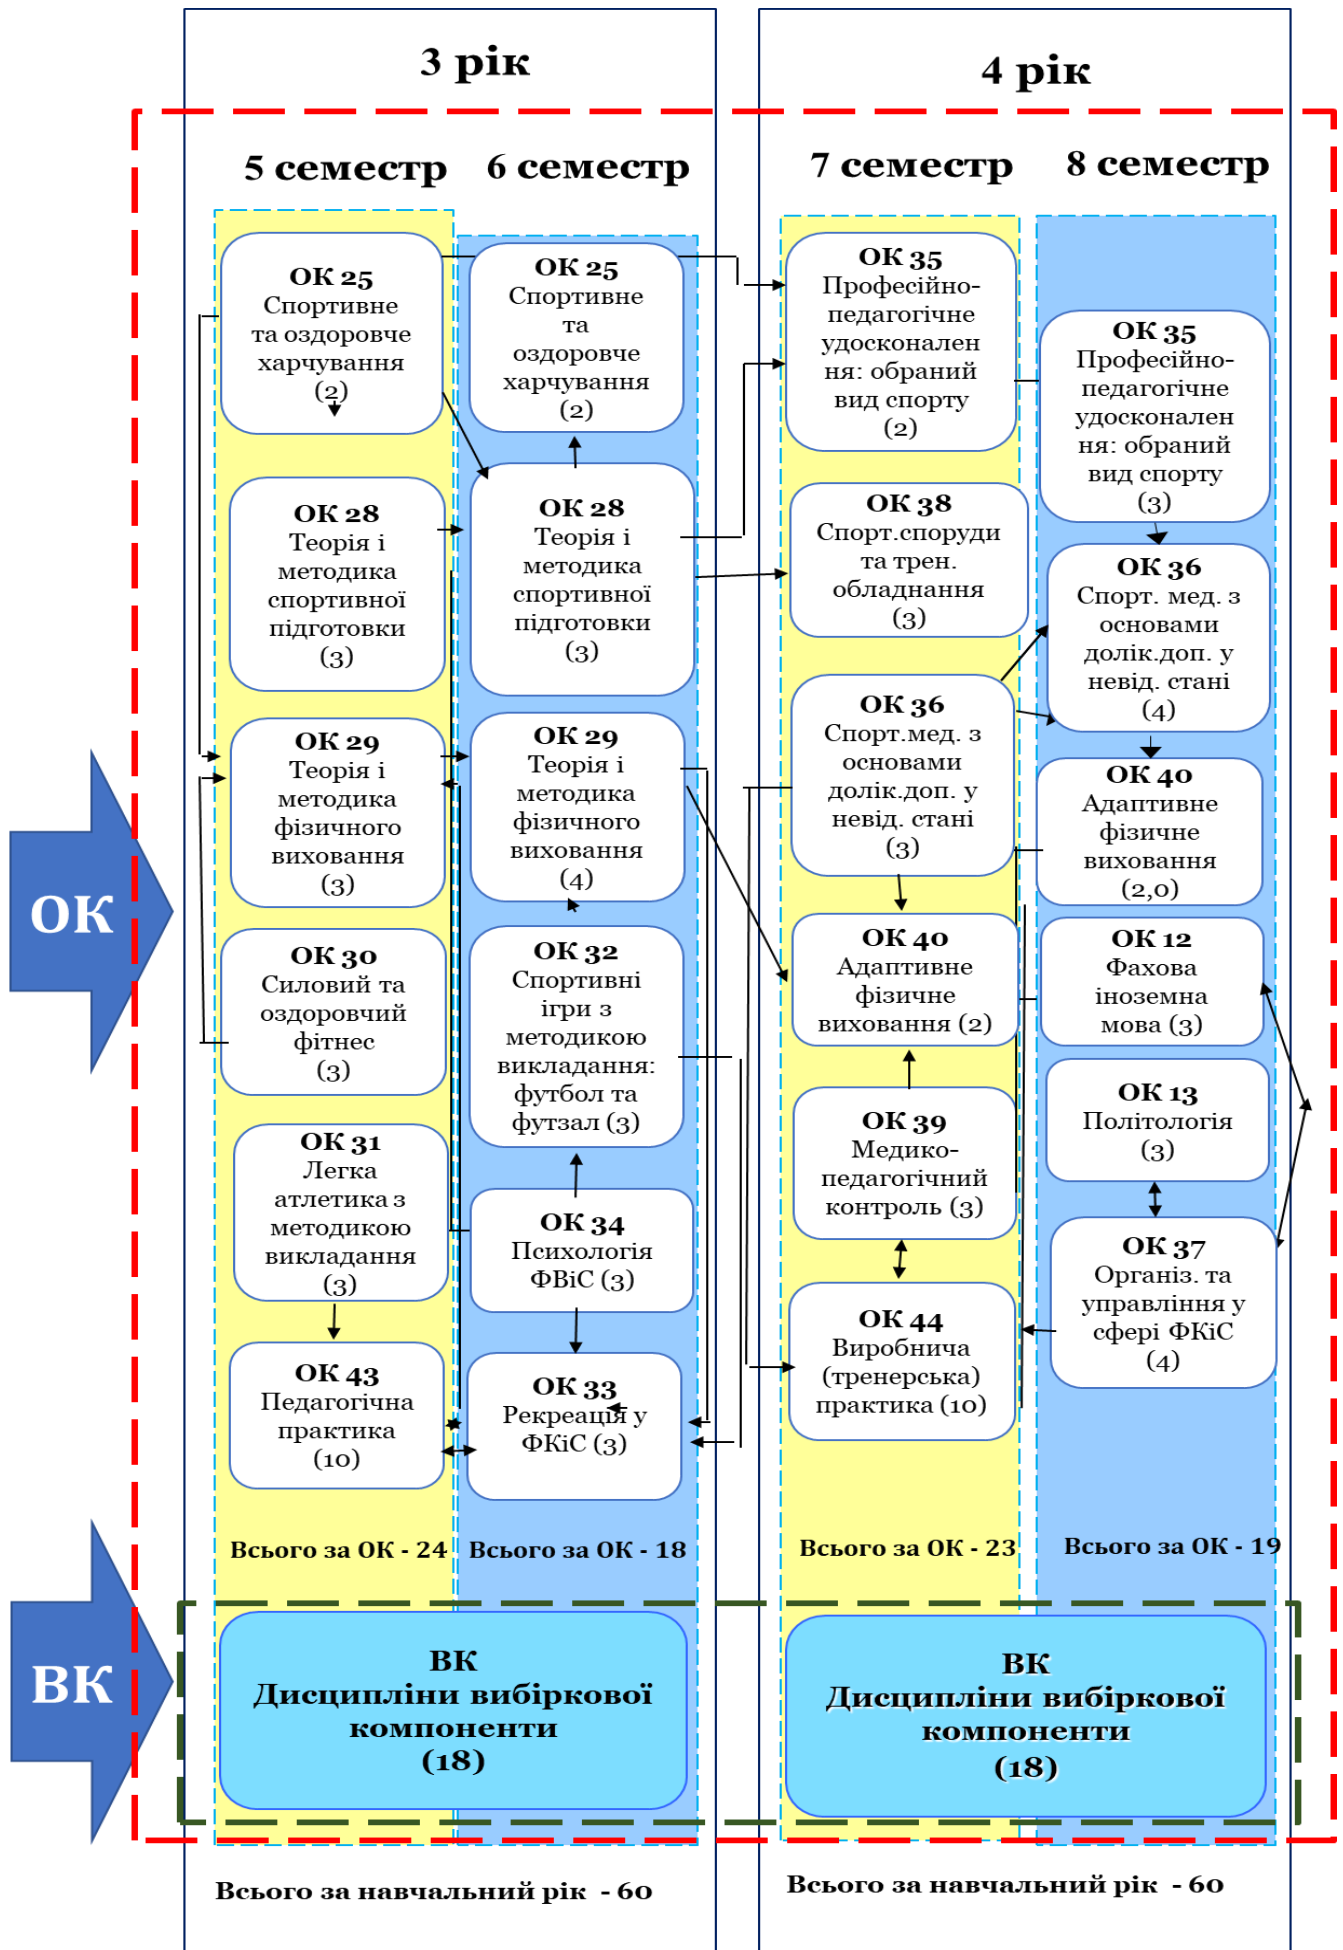 3 рік
5 семестр
6 семестр
ОК 25
Спортивне
та оздоровче
харчування
(2)
ОК 28
Теорія і
методика
спортивної
підготовки
(3)
ОК 29
Теорія і
методика
фізичного
виховання
(3)
ОК 30
Силовий та
оздоровчий
фітнес
(3)
ОК 31
Легка
атлетика з
методикою
викладання
(3)
ОК 43
Педагогічна
практика
(10)
Всього за ОК - 24
ОК 25
Спортивне
та
оздоровче
харчування
(2)
ОК 28
Теорія і
методика
спортивної
підготовки
(3)
ОК 29
Теорія і
методика
фізичного
виховання
(4)
ОК 32
Спортивні
ігри з
методикою
викладання:
футбол та
футзал (3)
ОК 34
Психологія
ФВіС (3)
ОК 33
Рекреація у
ФКіС (3)
Всього за ОК - 18
4 рік
7 семестр
8 семестр
ОК 35
Професійно-
педагогічне
удосконален
ня: обраний
вид спорту
(2)
ОК 38
Спорт.споруди
та трен.
обладнання
(3)
ОК 36
Спорт.мед. з
основами
долік.доп. у
невід. стані
(3)
ОК 40
Адаптивне
фізичне
виховання (2)
ОК 39
Медико-
педагогічний
контроль (3)
ОК 44
Виробнича
(тренерська)
практика (10)
Всього за ОК - 23
ОК 35
Професійно-
педагогічне
удосконален
ня: обраний
вид спорту
(3)
ОК 36
Спорт. мед. з
основами
долік.доп. у
невід. стані
(4)
ОК 40
Адаптивне
фізичне
виховання
(2,0)
ОК 12
Фахова
іноземна
мова (3)
ОК 13
Політологія
(3)
ОК 37
Організ. та
управління у
сфері ФКіС
(4)
Всього за ОК - 19
ОК
ВК
ВК
Дисципліни вибіркової
компоненти
(18)
ВК
Дисципліни вибіркової
компоненти
(18)
Всього за навчальний рік - 60
Всього за навчальний рік - 60